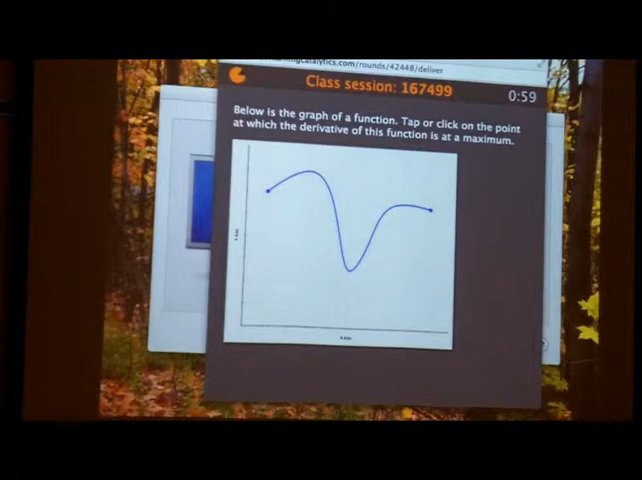 ningcatalytics.com/rounds/42448/deliver
Class session: 167499
0:59
Below is the graph of a function. Tap or click on the point
at which the derivative of this function is at a maximum.